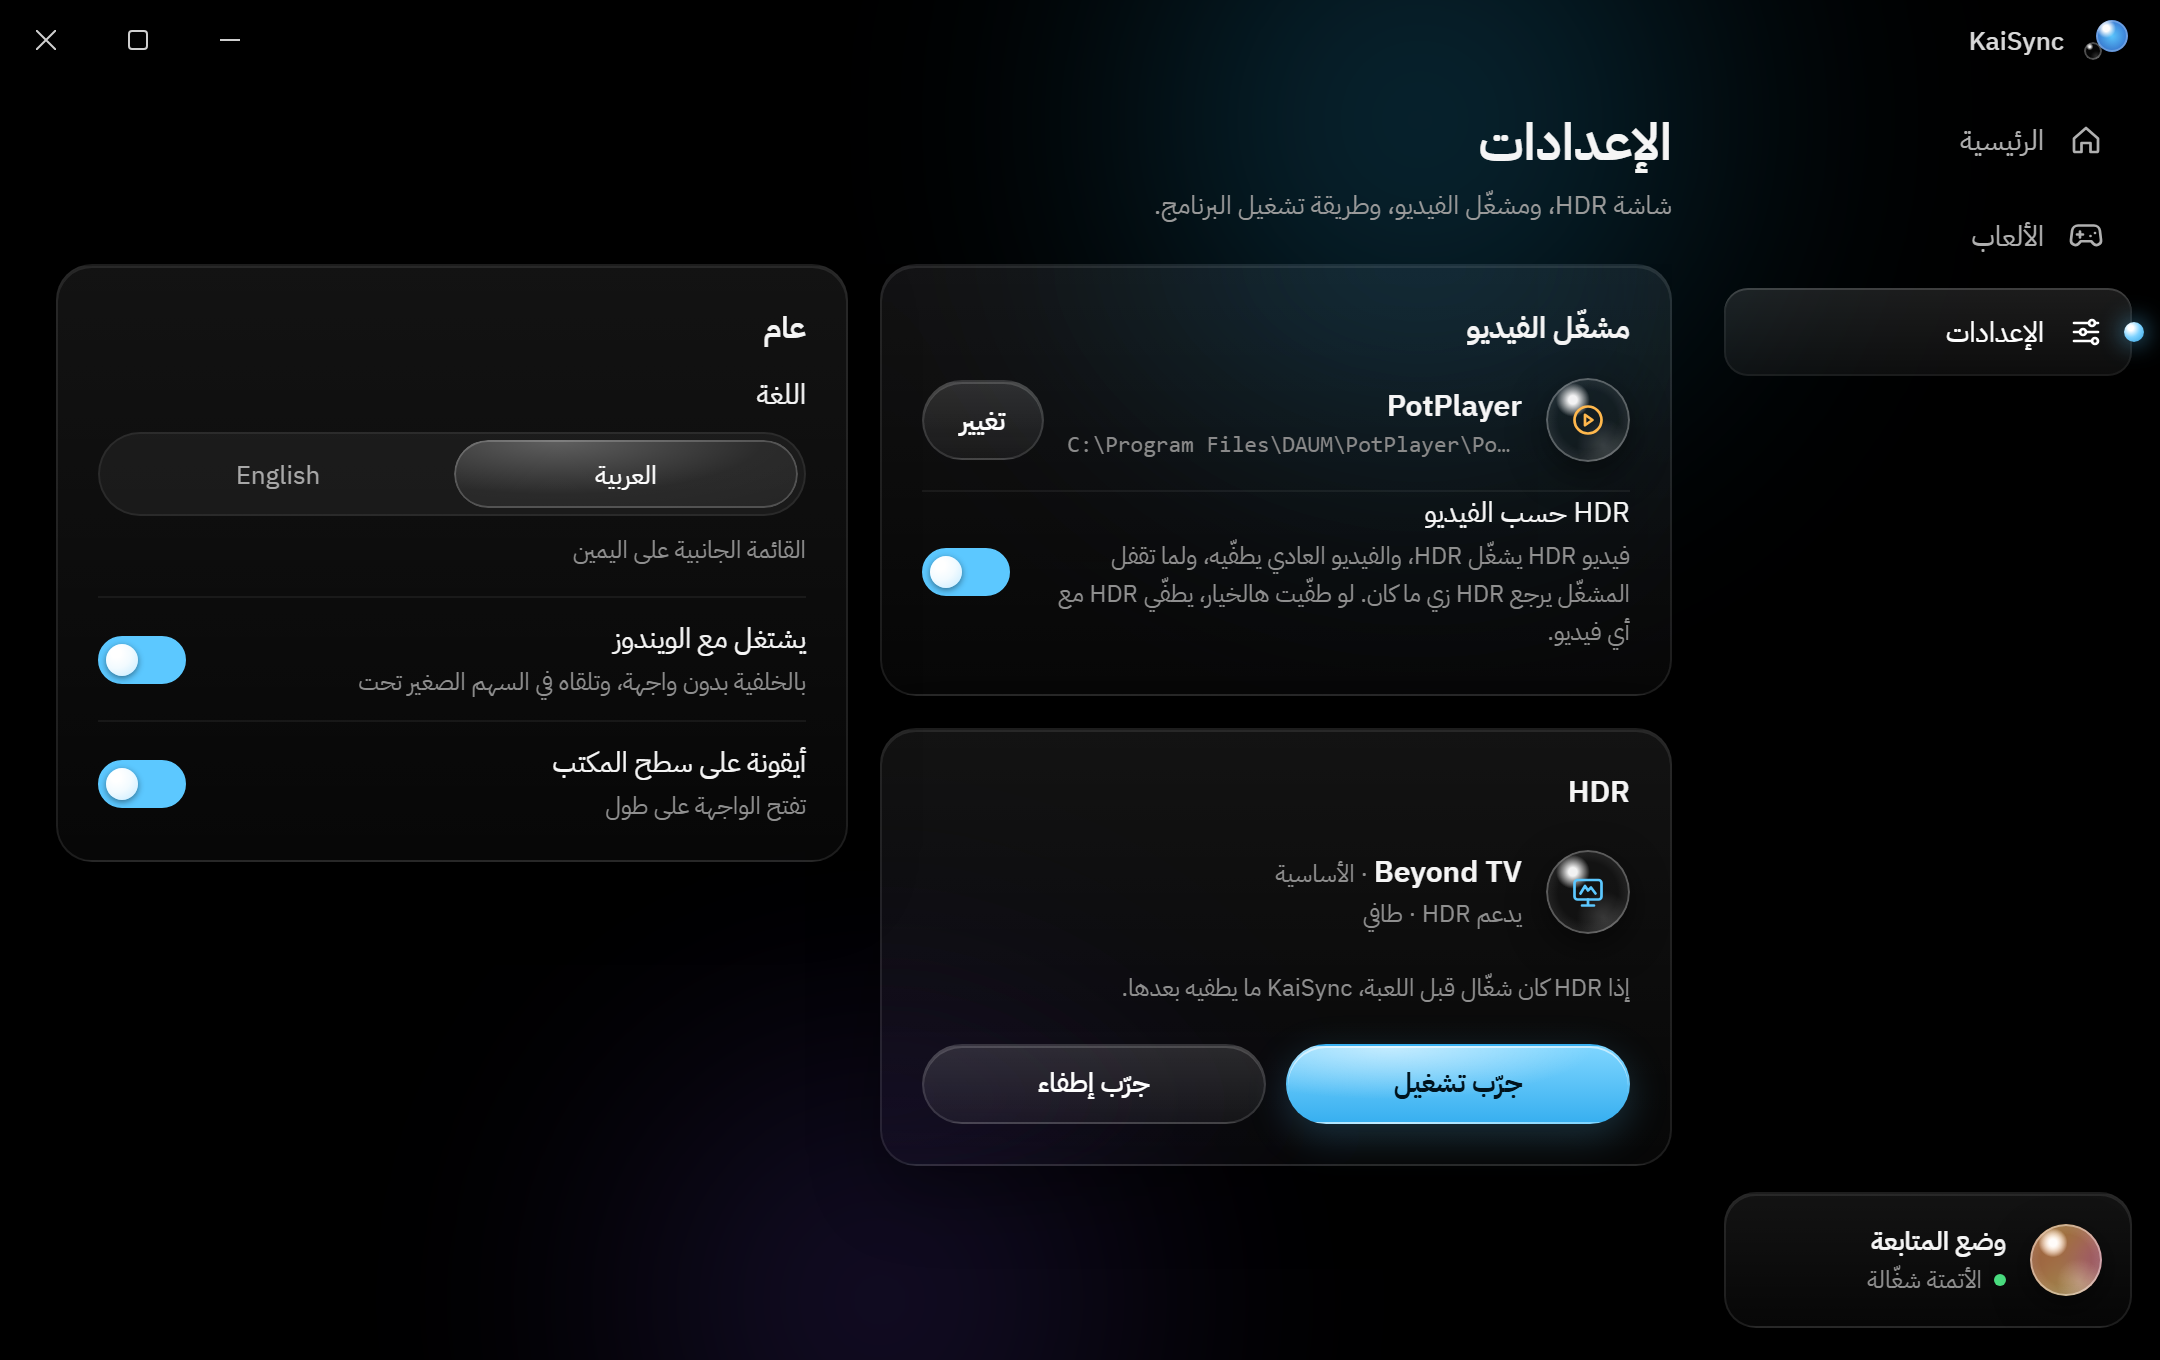 KaiSync
الرئيسية
الألعاب
الإعدادات
وضع المتابعة
الأتمتة شغّالة
الإعدادات
شاشة HDR، ومشغّل الفيديو، وطريقة تشغيل البرنامج.
مشغّل الفيديو
PotPlayer
C:\Program Files\DAUM\PotPlayer\Po…
تغيير
HDR حسب الفيديو
فيديو HDR يشغّل HDR، والفيديو العادي يطفّيه، ولما تقفل
المشغّل يرجع HDR زي ما كان. لو طفّيت هالخيار، يطفّي HDR مع
أي فيديو.
HDR
Beyond TV · الأساسية
يدعم HDR · طافي
إذا HDR كان شغّال قبل اللعبة، KaiSync ما يطفيه بعدها.
جرّب تشغيل
جرّب إطفاء
عام
اللغة
العربية
English
القائمة الجانبية على اليمين
يشتغل مع الويندوز
بالخلفية بدون واجهة، وتلقاه في السهم الصغير تحت
أيقونة على سطح المكتب
تفتح الواجهة على طول